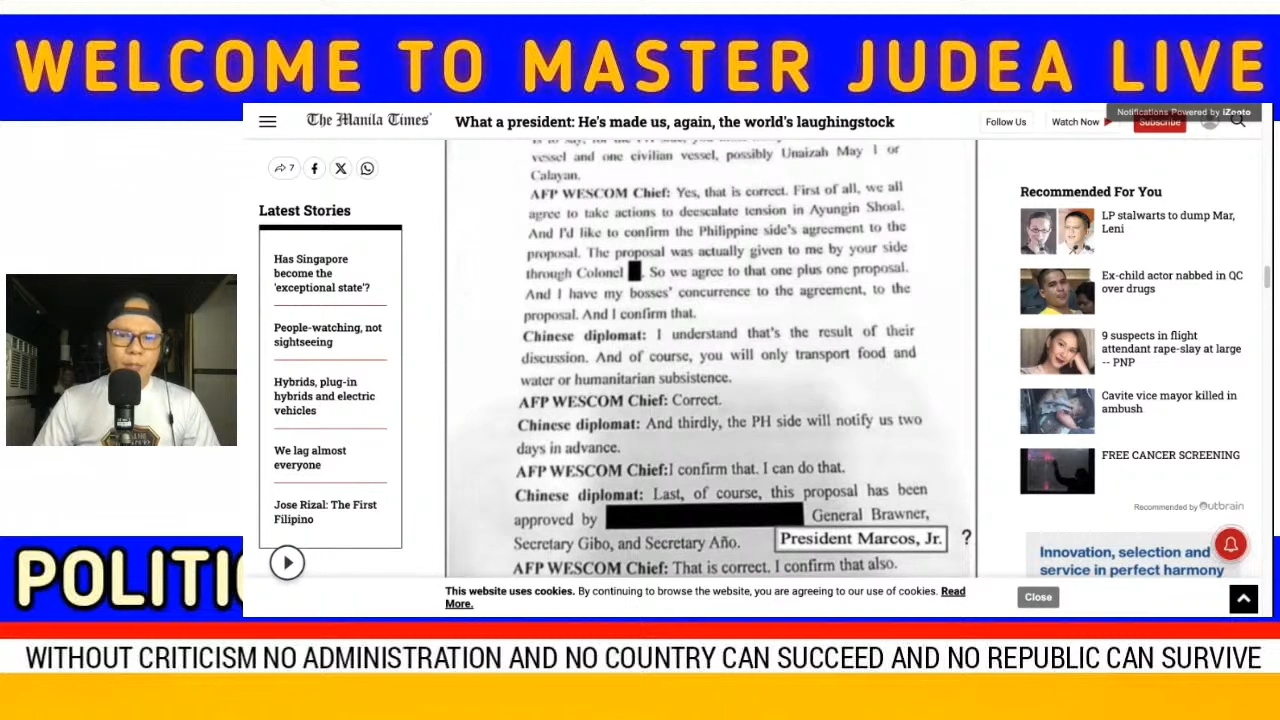 WELCOME TO MASTER JUDEA LIVE
The Manila Times
What a president: He's made us, again, the world's laughingstock
Follow Us
Watch Now
Notifications Powered by iZooto
Subscribe
7
Latest Stories
Has Singapore
become the
'exceptional state'?
People-watching, not
sightseeing
Hybrids, plug-in
hybrids and electric
vehicles
We lag almost
everyone
Jose Rizal: The First
Filipino
vessel and one civilian vessel, possibly Unaizah May 1 or
Calayan.
AFP WESCOM Chief: Yes, that is correct. First of all, we all
agree to take actions to deescalate tension in Ayungin Shoal.
And I'd like to confirm the Philippine side's agreement to the
proposal. The proposal was actually given to me by your side
through Colonel . So we agree to that one plus one proposal.
And I have my bosses' concurrence to the agreement, to the
proposal. And I confirm that.
Chinese diplomat: I understand that's the result of their
discussion. And of course, you will only transport food and
water or humanitarian subsistence.
AFP WESCOM Chief: Correct.
Chinese diplomat: And thirdly, the PH side will notify us two
days in advance.
AFP WESCOM Chief:I confirm that. I can do that.
Chinese diplomat: Last, of course, this proposal has been
approved by General Brawner,
Secretary Gibo, and Secretary Año.
President Marcos, Jr. ?
AFP WESCOM Chief: That is correct. I confirm that also.
Recommended For You
LP stalwarts to dump Mar,
Leni
Ex-child actor nabbed in QC
over drugs
9 suspects in flight
attendant rape-slay at large
-- PNP
Cavite vice mayor killed in
ambush
FREE CANCER SCREENING
Recommended by Outbrain
Innovation, selection and
service in perfect harmony
This website uses cookies. By continuing to browse the website, you are agreeing to our use of cookies. Read
More.
Close
POLITIC
WITHOUT CRITICISM NO ADMINISTRATION AND NO COUNTRY CAN SUCCEED AND NO REPUBLIC CAN SURVIVE